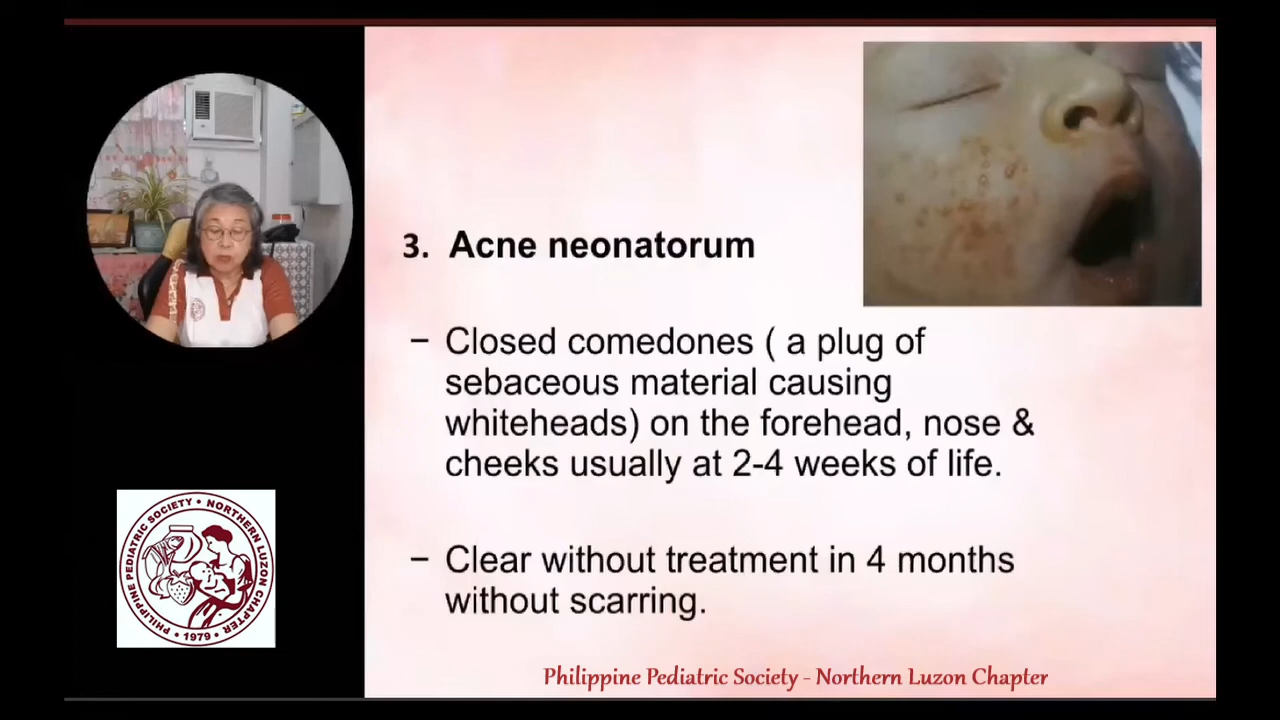 3. Acne neonatorum
– Closed comedones ( a plug of
sebaceous material causing
whiteheads) on the forehead, nose &
cheeks usually at 2-4 weeks of life.
– Clear without treatment in 4 months
without scarring.
PHILIPPINE PEDIATRIC SOCIETY • NORTHERN LUZON CHAPTER
• 1979 •
Philippine Pediatric Society - Northern Luzon Chapter